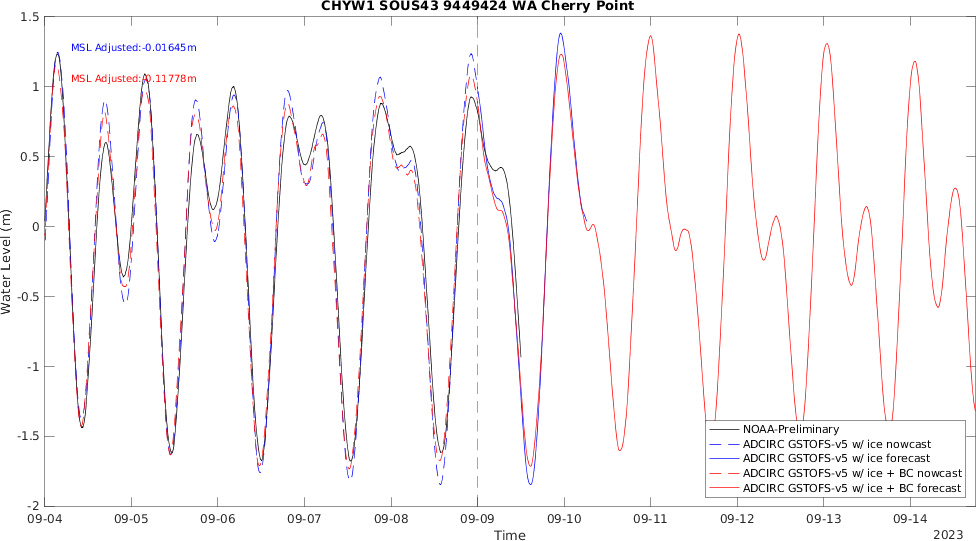 CHYW1 SOUS43 9449424 WA Cherry Point
MSL Adjusted:-0.01645m
MSL Adjusted:-0.11778m
1.5
1
0.5
0
-0.5
-1
-1.5
-2
Water Level (m)
NOAA-Preliminary
ADCIRC GSTOFS-v5 w/ ice nowcast
ADCIRC GSTOFS-v5 w/ ice forecast
ADCIRC GSTOFS-v5 w/ice + BC nowcast
ADCIRC GSTOFS-v5 w/ice + BC forecast
09-04 09-05 09-06 09-07 09-08 09-09 09-10 09-11 09-12 09-13 09-14
Time
2023